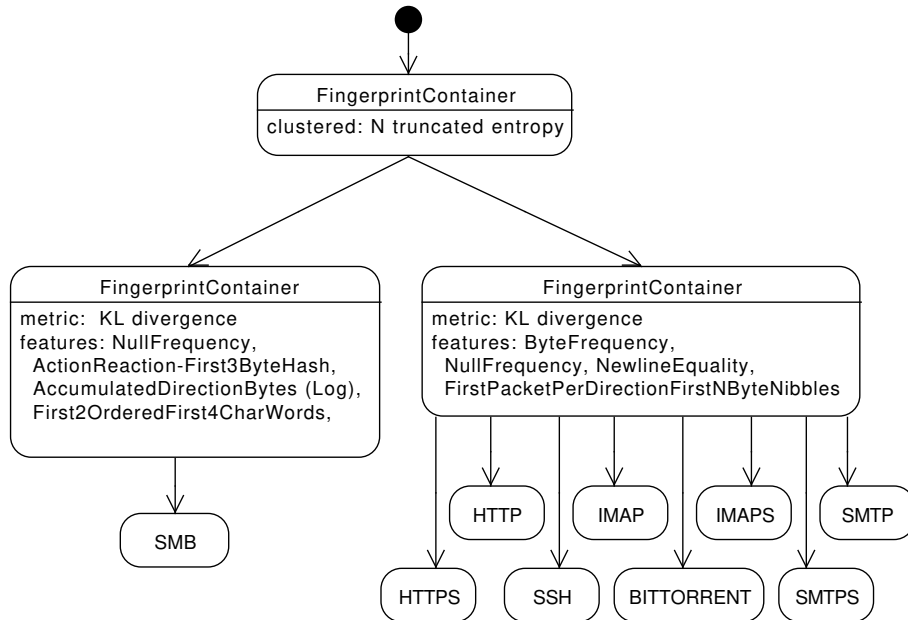 FingerprintContainer
clustered: N truncated entropy
FingerprintContainer
metric: KL divergence
features: NullFrequency,
ActionReaction-First3ByteHash,
AccumulatedDirectionBytes (Log),
First2OrderedFirst4CharWords,
FingerprintContainer
metric: KL divergence
features: ByteFrequency,
NullFrequency, NewlineEquality,
FirstPacketPerDirectionFirstNByteNibbles
SMB
HTTP
IMAP
IMAPS
SMTP
HTTPS
SSH
BITTORRENT
SMTPS